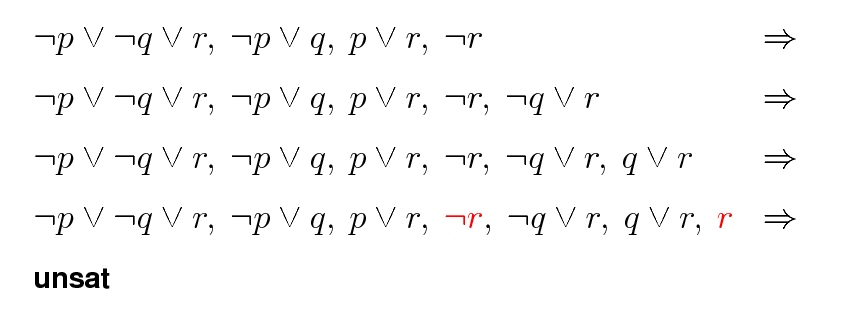 ¬p ∨ ¬q ∨ r, ¬p ∨ q, p ∨ r, ¬r ⇒
¬p ∨ ¬q ∨ r, ¬p ∨ q, p ∨ r, ¬r, ¬q ∨ r ⇒
¬p ∨ ¬q ∨ r, ¬p ∨ q, p ∨ r, ¬r, ¬q ∨ r, q ∨ r ⇒
¬p ∨ ¬q ∨ r, ¬p ∨ q, p ∨ r, ¬r, ¬q ∨ r, q ∨ r, r ⇒
unsat